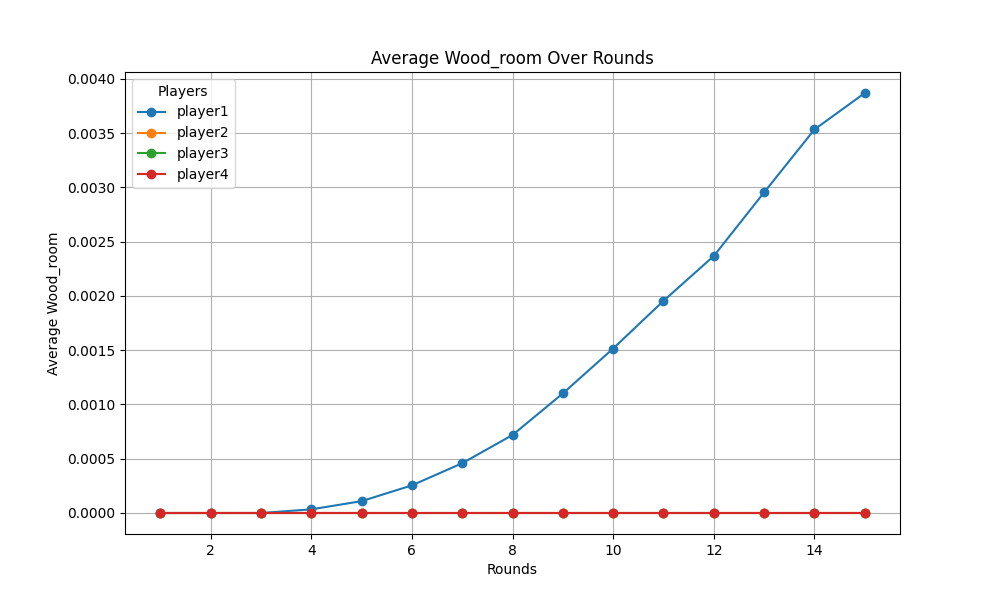 Average Wood_room Over Rounds
Players
player1
player2
player3
player4
Average Wood_room
0.0040
0.0035
0.0030
0.0025
0.0020
0.0015
0.0010
0.0005
0.0000
2 4 6 8 10 12 14
Rounds